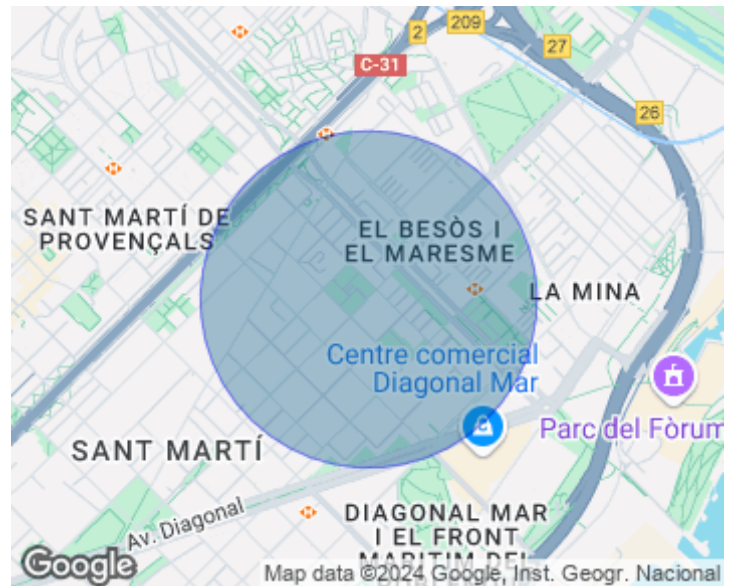 209
2
27
C-31
26
SANT MARTÍ DE
PROVENÇALS
EL BESÒS I
EL MARESME
LA MINA
Centre comercial
Diagonal Mar
Parc del Fòrum
SANT MARTÍ
Av. Diagonal
DIAGONAL MAR
I EL FRONT
MARITIM DEL
Google
Map data ©2024 Google, Inst. Geogr. Nacional